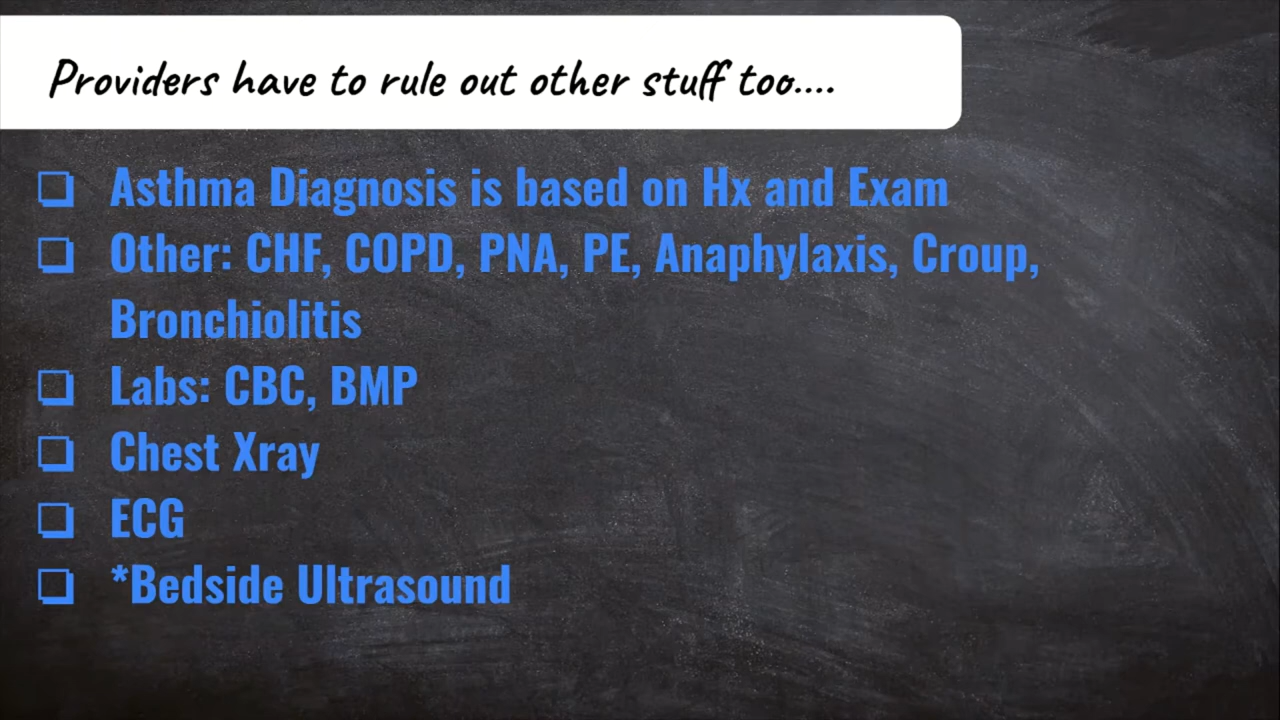 Providers have to rule out other stuff too....
❏ Asthma Diagnosis is based on Hx and Exam
❏ Other: CHF, COPD, PNA, PE, Anaphylaxis, Croup,
Bronchiolitis
❏ Labs: CBC, BMP
❏ Chest Xray
❏ ECG
❏ *Bedside Ultrasound